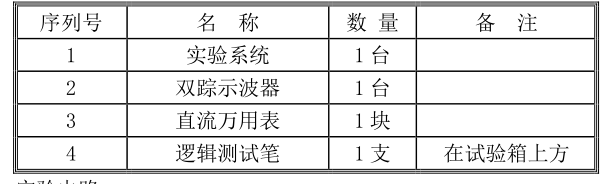 序列号 名 称 数 量 备 注
1 实验系统 1台
2 双踪示波器 1台
3 直流万用表 1块
4 逻辑测试笔 1支 在试验箱上方